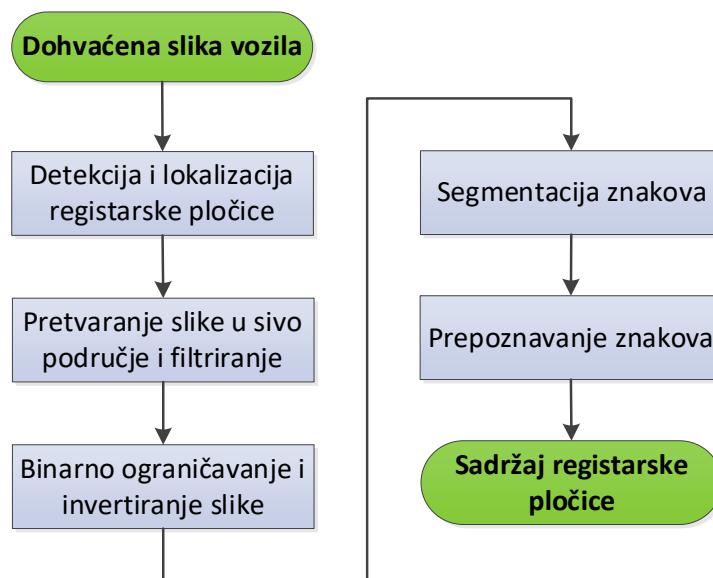 Dohvaćena slika vozila
Detekcija i lokalizacija
registarske pločice
Pretvaranje slike u sivo
područje i filtriranje
Binarno ograničavanje i
invertiranje slike
Segmentacija znakova
Prepoznavanje znakova
Sadržaj registarske
pločice